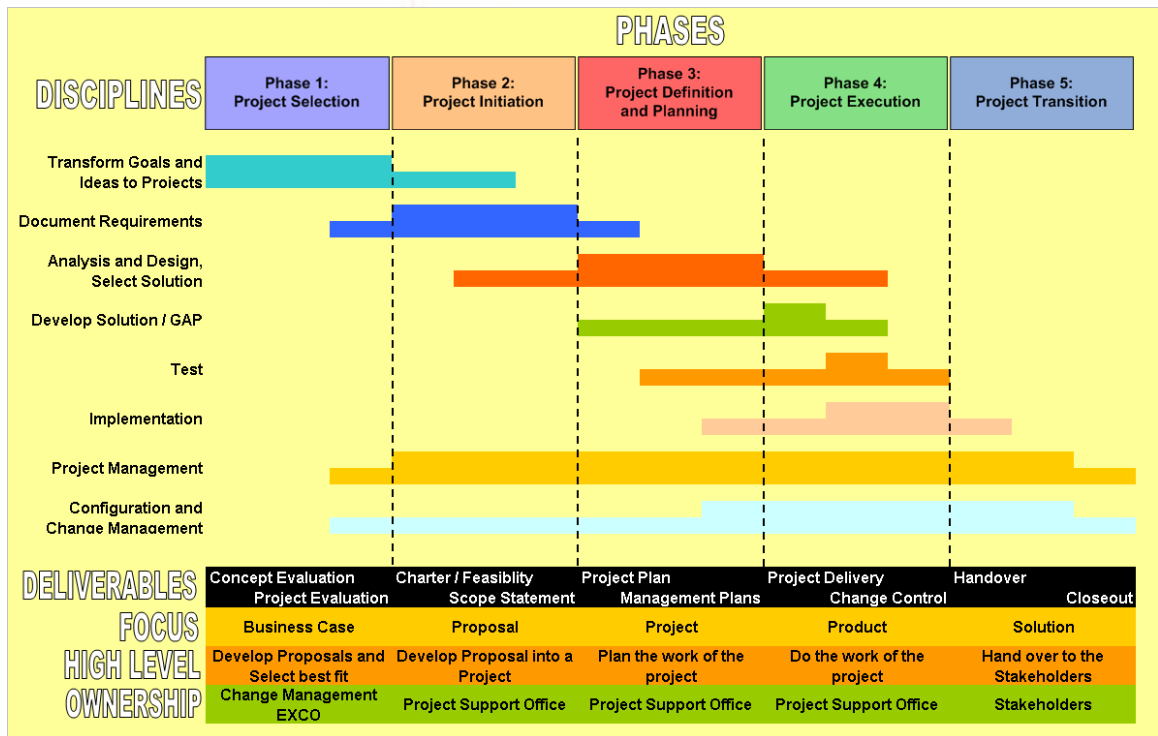 PHASES
DISCIPLINES
Phase 1:
Project Selection
Phase 2:
Project Initiation
Phase 3:
Project Definition
and Planning
Phase 4:
Project Execution
Phase 5:
Project Transition
Transform Goals and
Ideas to Projects
Document Requirements
Analysis and Design,
Select Solution
Develop Solution / GAP
Test
Implementation
Project Management
Configuration and
Change Management
DELIVERABLES
Concept Evaluation
Project Evaluation
Charter / Feasiblity
Scope Statement
Project Plan
Management Plans
Project Delivery
Change Control
Handover
Closeout
FOCUS
Business Case
Proposal
Project
Product
Solution
HIGH LEVEL
Develop Proposals and
Select best fit
Develop Proposal into a
Project
Plan the work of the
project
Do the work of the
project
Hand over to the
Stakeholders
OWNERSHIP
Change Management
EXCO
Project Support Office
Project Support Office
Project Support Office
Stakeholders